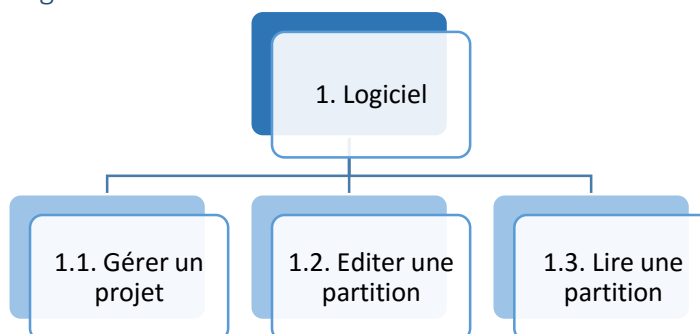 1. Logiciel
1.1. Gérer un
projet
1.2. Editer une
partition
1.3. Lire une
partition